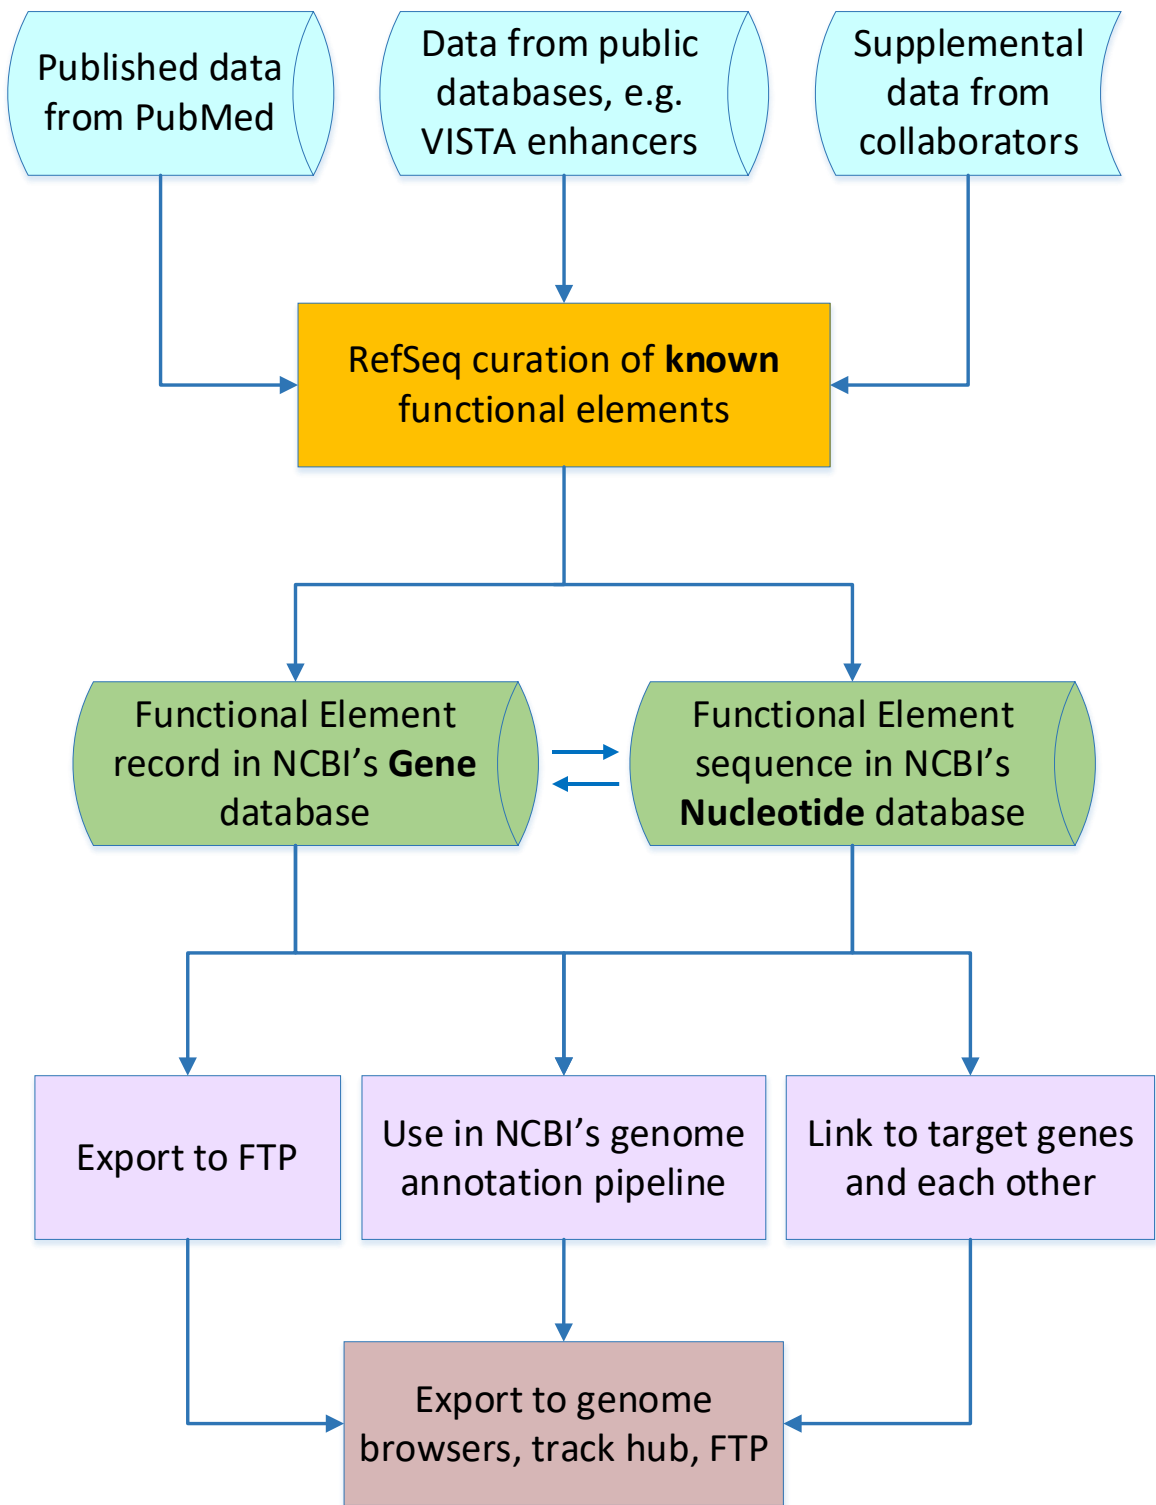 Published data
from PubMed
Data from public
databases, e.g.
VISTA enhancers
Supplemental
data from
collaborators
RefSeq curation of known
functional elements
Functional Element
record in NCBI’s Gene
database
Functional Element
sequence in NCBI’s
Nucleotide database
Export to FTP
Use in NCBI’s genome
annotation pipeline
Link to target genes
and each other
Export to genome
browsers, track hub, FTP